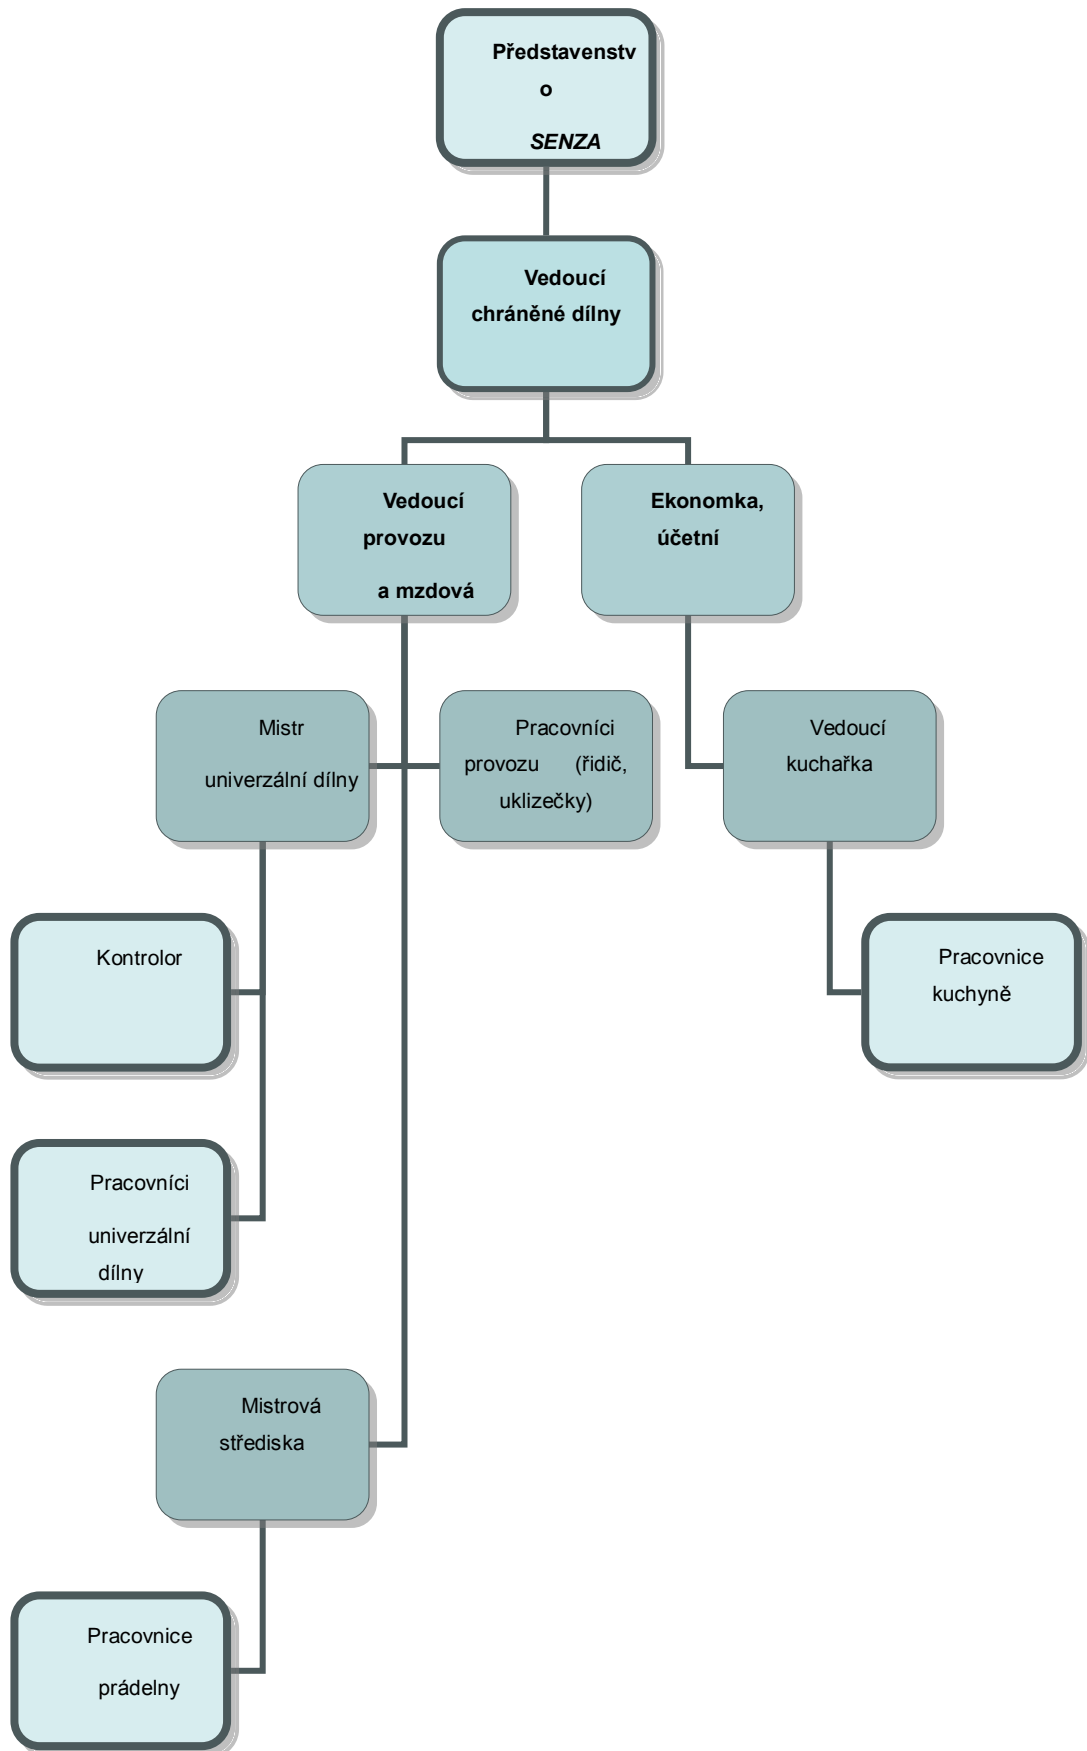 Představenstv
o
SENZA
Vedoucí
chráněné dílny
Vedoucí
provozu
a mzdová
Ekonomka,
účetní
Mistr
univerzální dílny
Pracovníci
provozu (řidič,
uklizečky)
Vedoucí
kuchařka
Kontrolor
Pracovnice
kuchyně
Pracovníci
univerzální
dílny
Mistrová
střediska
Pracovnice
prádelny